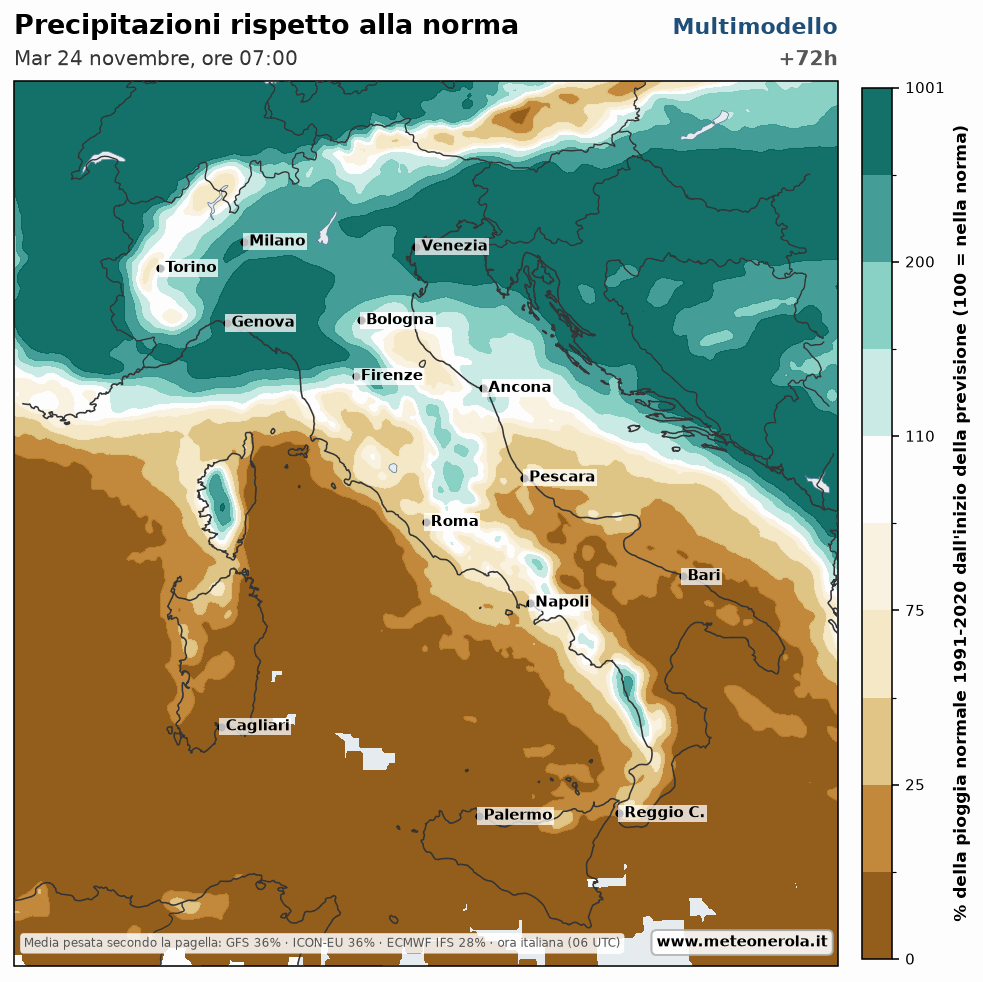 Precipitazioni rispetto alla norma
Multimodello
Mar 24 novembre, ore 07:00
+72h
1001
200
110
75
25
0
% della pioggia normale 1991-2020 dall'inizio della previsione (100 = nella norma)
Milano
Venezia
Torino
Genova
Bologna
Firenze
Ancona
Pescara
Roma
Bari
Napoli
Cagliari
Palermo
Reggio C.
Media pesata secondo la pagella: GFS 36% · ICON-EU 36% · ECMWF IFS 28% · ora italiana (06 UTC)
www.meteonerola.it